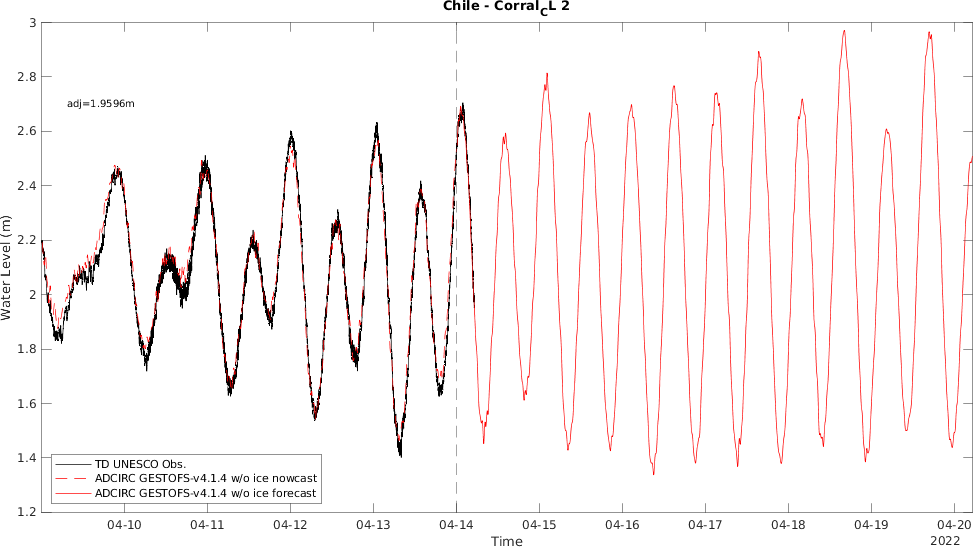 Chile - CorralCL 2
3
2.8
adj=1.9596m
2.6
2.4
2.2
2
1.8
1.6
1.4
1.2
Water Level (m)
TD UNESCO Obs.
ADCIRC GESTOFS-v4.1.4 w/o ice nowcast
ADCIRC GESTOFS-v4.1.4 w/o ice forecast
04-10 04-11 04-12 04-13 04-14 04-15 04-16 04-17 04-18 04-19 04-20
Time
2022